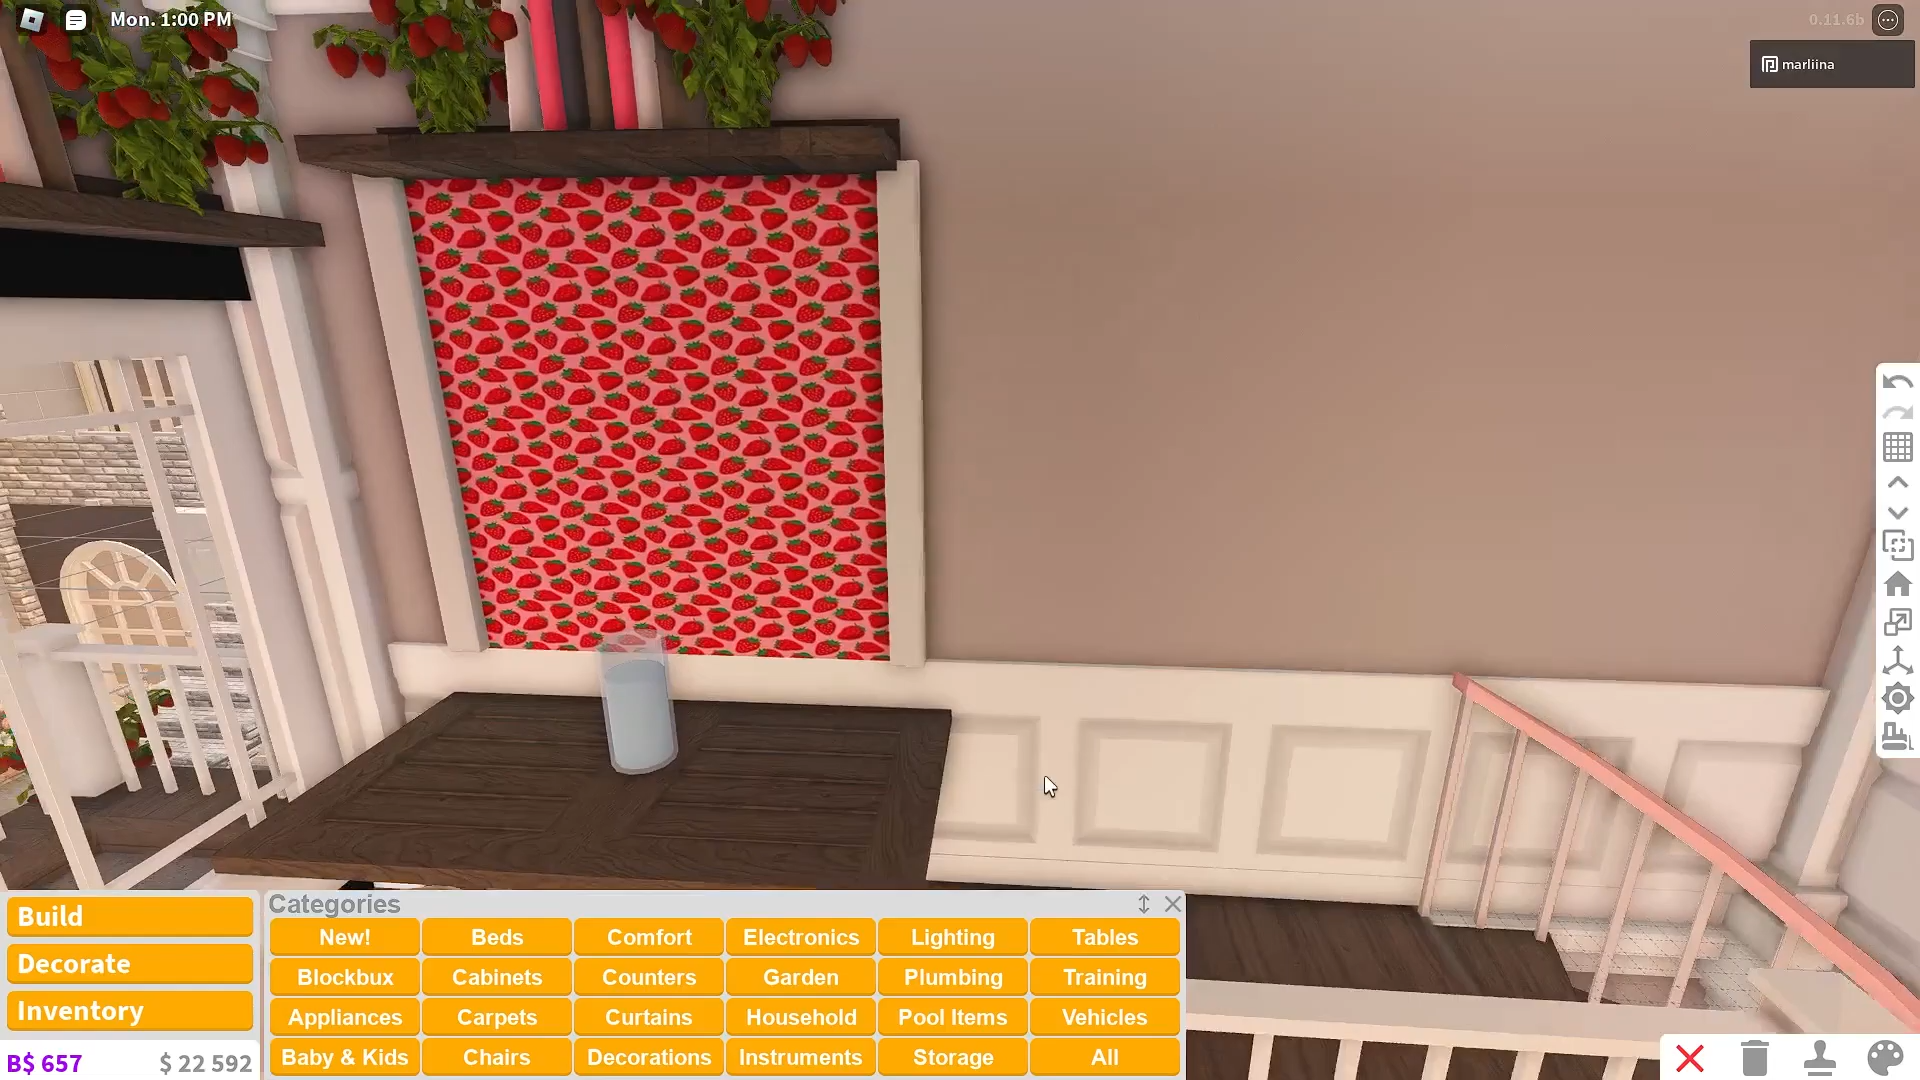 Mon. 1:00 PM
0.11.6b
marliina
Build
Decorate
Inventory
B$ 657 $ 22 592
Categories
New! Beds Comfort Electronics Lighting Tables
Blockbux Cabinets Counters Garden Plumbing Training
Appliances Carpets Curtains Household Pool Items Vehicles
Baby & Kids Chairs Decorations Instruments Storage All